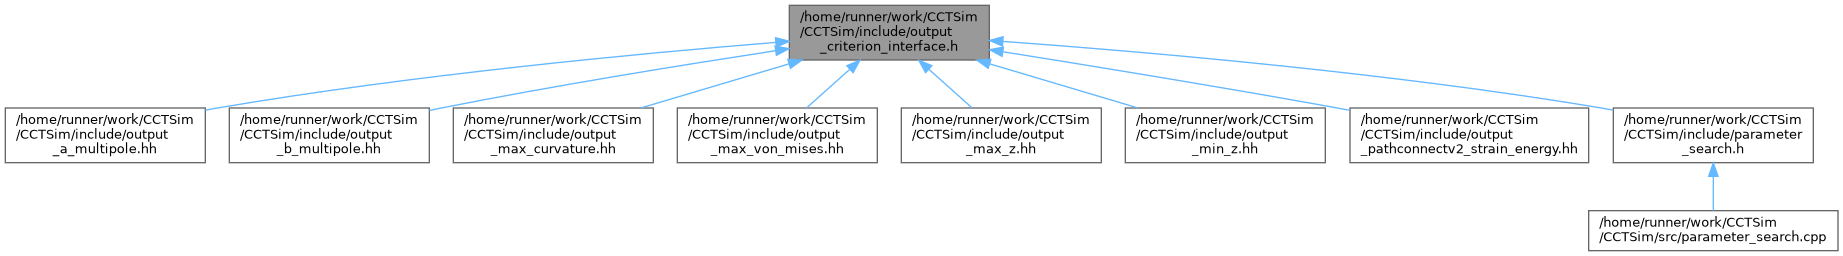 /home/runner/work/CCTSim
/CCTSim/include/output
_criterion_interface.h
/home/runner/work/CCTSim
/CCTSim/include/output
_a_multipole.hh
/home/runner/work/CCTSim
/CCTSim/include/output
_b_multipole.hh
/home/runner/work/CCTSim
/CCTSim/include/output
_max_curvature.hh
/home/runner/work/CCTSim
/CCTSim/include/output
_max_von_mises.hh
/home/runner/work/CCTSim
/CCTSim/include/output
_max_z.hh
/home/runner/work/CCTSim
/CCTSim/include/output
_min_z.hh
/home/runner/work/CCTSim
/CCTSim/include/output
_pathconnectv2_strain_energy.hh
/home/runner/work/CCTSim
/CCTSim/include/parameter
_search.h
/home/runner/work/CCTSim
/CCTSim/src/parameter_search.cpp